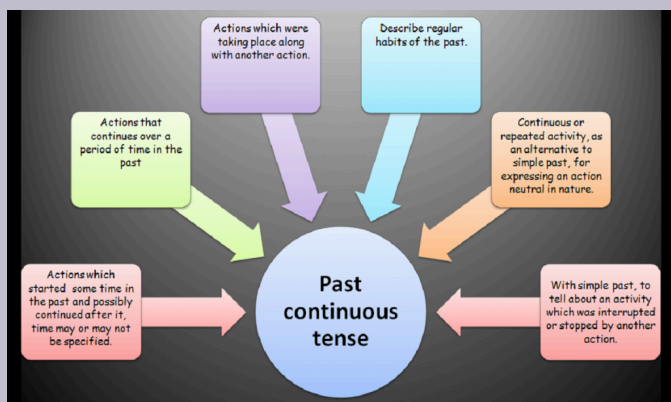 Actions which were
taking place along
with another action.
Describe regular
habits of the past.
Actions that
continues over a
period of time in the
past
Continuous or
repeated activity, as
an alternative to
simple past, for
expressing an action
neutral in nature.
Actions which
started some time in
the past and possibly
continued after it,
time may or may not
be specified.
Past
continuous
tense
With simple past, to
tell about an activity
which was interrupted
or stopped by another
action.